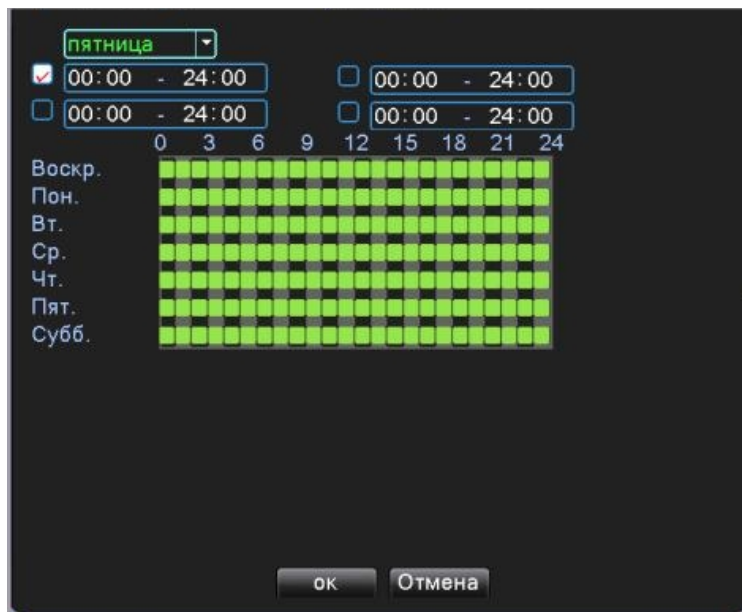 пятница
00:00 - 24:00 00:00 - 24:00
00:00 - 24:00 00:00 - 24:00
0 3 6 9 12 15 18 21 24
Воскр.
Пон.
Вт.
Ср.
Чт.
Пят.
Субб.
ок Отмена